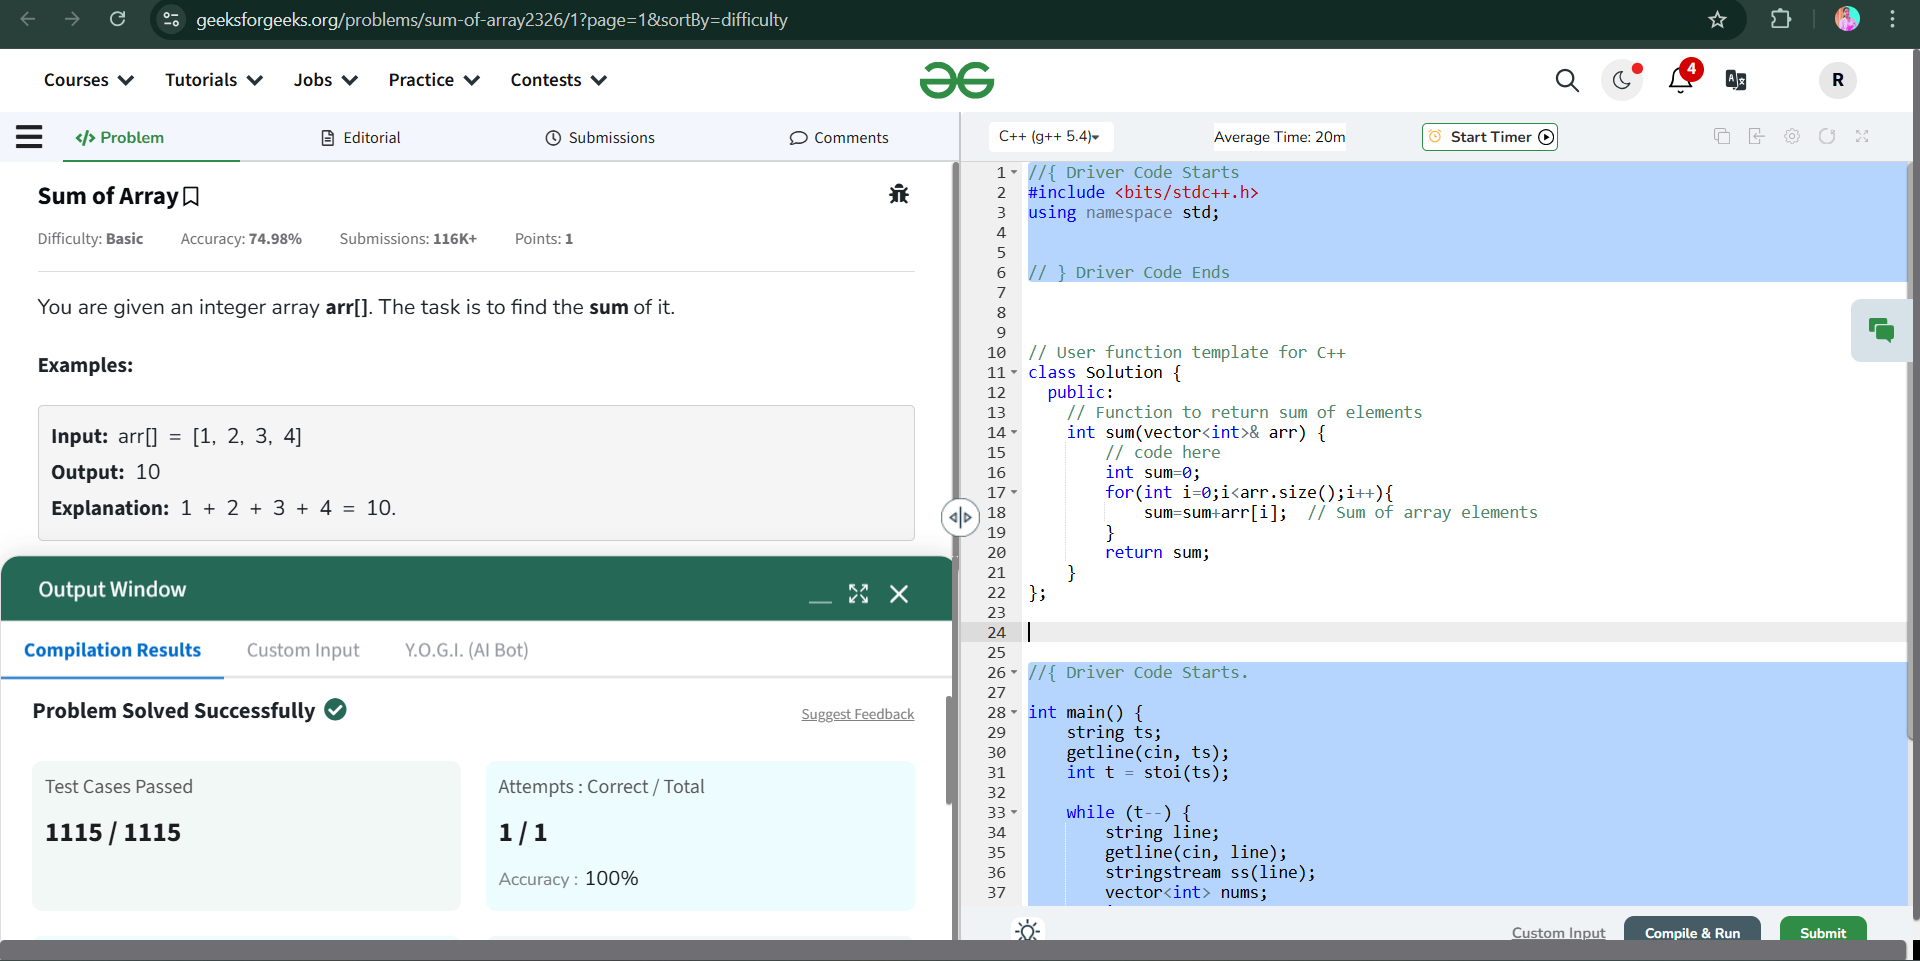 geeksforgeeks.org/problems/sum-of-array2326/1?page=1&sortBy=difficulty
Courses Tutorials Jobs Practice Contests
4
R
</> Problem Editorial Submissions Comments
Sum of Array
Difficulty: Basic Accuracy: 74.98% Submissions: 116K+ Points: 1
You are given an integer array arr[]. The task is to find the sum of it.
Examples:
Input: arr[] = [1, 2, 3, 4]
Output: 10
Explanation: 1 + 2 + 3 + 4 = 10.
Output Window
Compilation Results Custom Input Y.O.G.I. (AI Bot)
Problem Solved Successfully
Suggest Feedback
Test Cases Passed
1115 / 1115
Attempts : Correct / Total
1 / 1
Accuracy : 100%
C++ (g++ 5.4) Average Time: 20m Start Timer
1 //{ Driver Code Starts
2 #include <bits/stdc++.h>
3 using namespace std;
4
5
6 // } Driver Code Ends
7
8
9
10 // User function template for C++
11 class Solution {
12 public:
13 // Function to return sum of elements
14 int sum(vector<int>& arr) {
15 // code here
16 int sum=0;
17 for(int i=0;i<arr.size();i++){
18 sum=sum+arr[i]; // Sum of array elements
19 }
20 return sum;
21 }
22 };
23
24
25
26 //{ Driver Code Starts.
27
28 int main() {
29 string ts;
30 getline(cin, ts);
31 int t = stoi(ts);
32
33 while (t--) {
34 string line;
35 getline(cin, line);
36 stringstream ss(line);
37 vector<int> nums;
Custom Input Compile & Run Submit